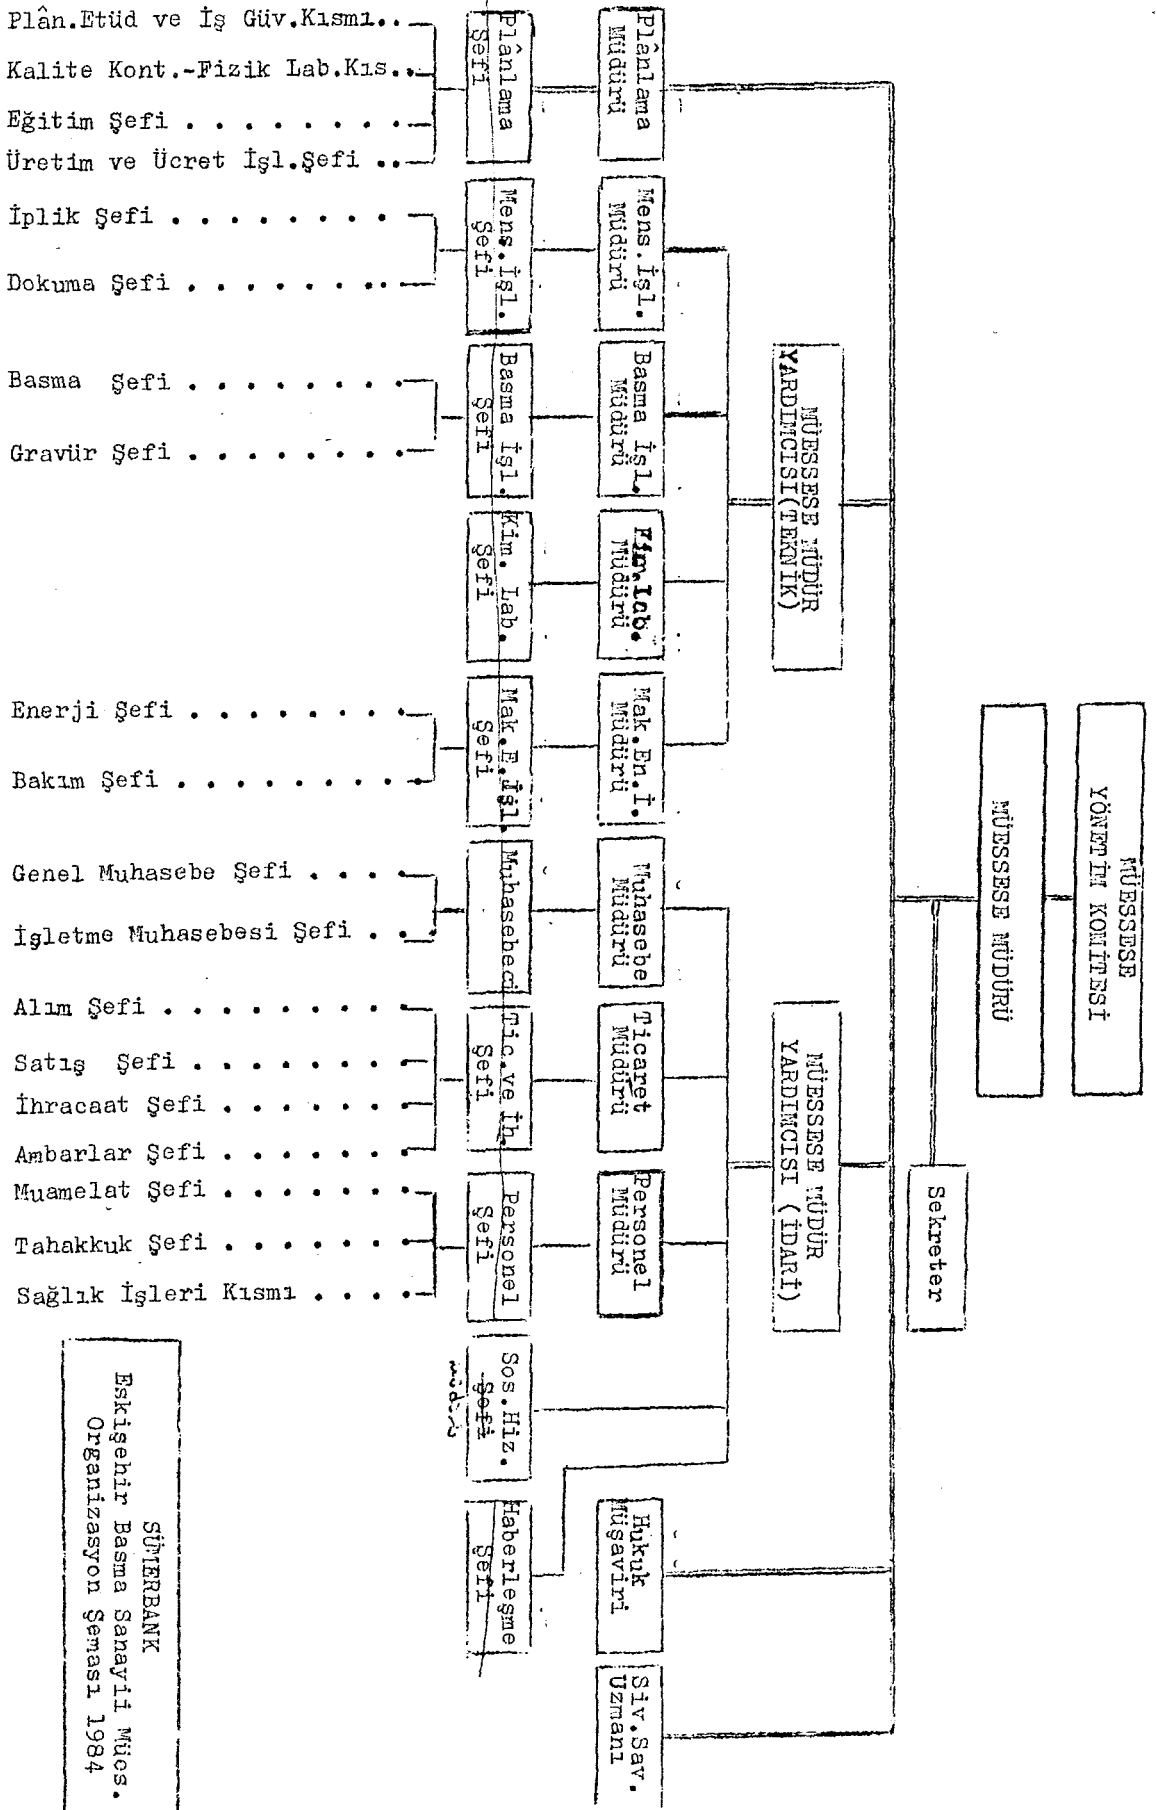 MÜESSESE
YÖNETİM KOMİTESİ
MÜESSESE MÜDÜRÜ
Sekreter
MÜESSESE MÜDÜR
YARDIMCISI(TEKNİK)
MÜESSESE MÜDÜR
YARDIMCISI (İDARİ)
Plânlama
Müdürü
Mens.İşl.
Müdürü
Basma İşl.
Müdürü
Kim.Lab.
Müdürü
Mak.En.İ.
Müdürü
Muhasebe
Müdürü
Ticaret
Müdürü
Personel
Müdürü
Hukuk
Müşaviri
Siv.Sav.
Uzmanı
Plânlama
Şefi
Mens.İşl.
Şefi
Basma İşl.
Şefi
Kim. Lab.
Şefi
Mak.E.İşl.
Şefi
Muhasebeci
Tic.ve İh.
Şefi
Personel
Şefi
Sos.Hiz.
Şefi
müdürü
Haberleşme
Şefi
Plân.Etüd ve İş Güv.Kısmı..
Kalite Kont.-Fizik Lab.Kıs..
Eğitim Şefi . . . . . . . . .
Üretim ve Ücret İşl.Şefi ..
İplik Şefi . . . . . . . .
Dokuma Şefi . . . . . . . ..
Basma  Şefi . . . . . . . .
Gravür Şefi . . . . . . . .
Enerji Şefi . . . . . . . .
Bakım Şefi . . . . . . . . .
Genel Muhasebe Şefi . . . .
İşletme Muhasebesi Şefi . .
Alım Şefi . . . . . . . . .
Satış  Şefi . . . . . . . .
İhracaat Şefi . . . . . . .
Ambarlar Şefi . . . . . . .
Muamelat Şefi . . . . . . .
Tahakkuk Şefi . . . . . . .
Sağlık İşleri Kısmı . . . .
SÜMERBANK
Eskişehir Basma Sanayii Müos.
Organizasyon Şeması 1984